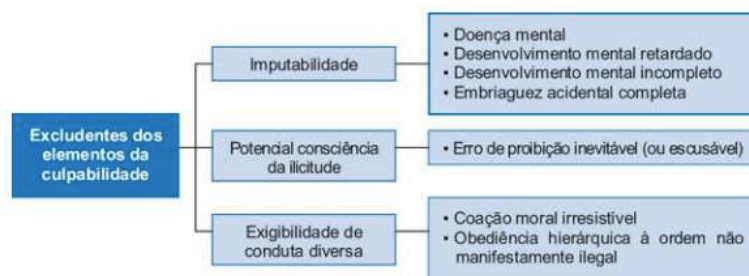 Excludentes dos
elementos da
culpabilidade
Imputabilidade
• Doença mental
• Desenvolvimento mental retardado
• Desenvolvimento mental incompleto
• Embriaguez acidental completa
Potencial consciência
da ilicitude
• Erro de proibição inevitável (ou escusável)
Exigibilidade de
conduta diversa
• Coação moral irresistível
• Obediência hierárquica à ordem não
manifestamente ilegal